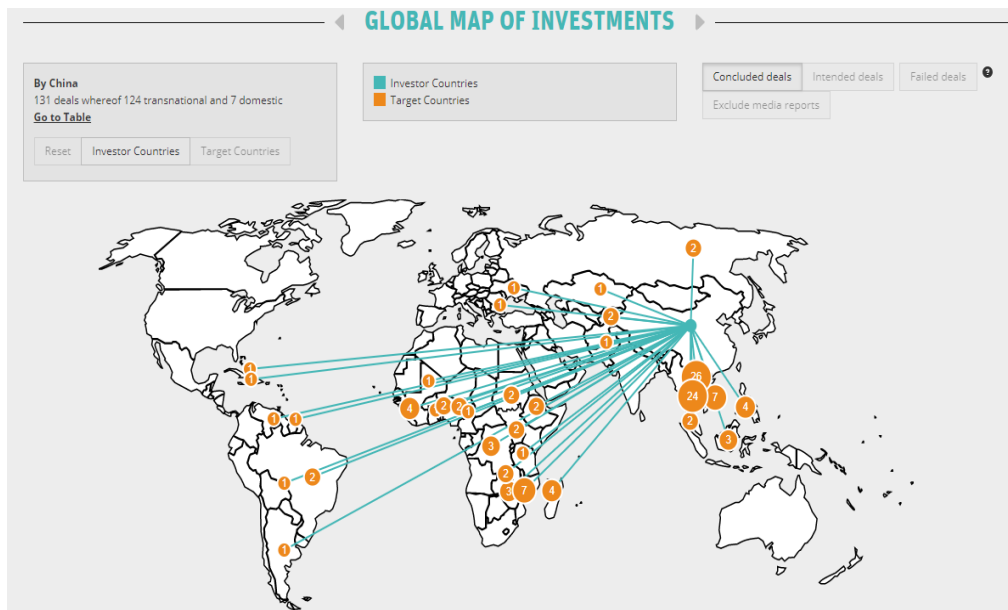 GLOBAL MAP OF INVESTMENTS
By China
131 deals whereof 124 transnational and 7 domestic
Go to Table
Reset
Investor Countries
Target Countries
Investor Countries
Target Countries
Concluded deals
Intended deals
Failed deals
?
Exclude media reports
2
1
1
1
2
1
1
1
26
1
24
7
4
2
2
2
2
4
1
1
1
1
2
3
3
1
2
2
1
3
7
4
1